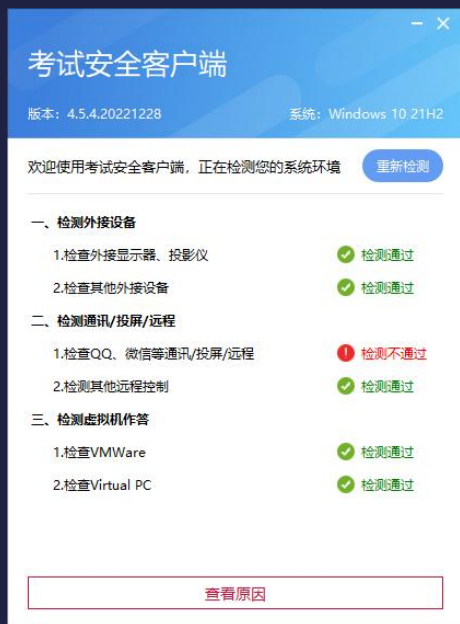 考试安全客户端
版本：4.5.4.20221228 系统：Windows 10 21H2
欢迎使用考试安全客户端，正在检测您的系统环境 重新检测
一、检测外接设备
1.检查外接显示器、投影仪 检测通过
2.检查其他外接设备 检测通过
二、检测通讯/投屏/远程
1.检查QQ、微信等通讯/投屏/远程 检测不通过
2.检测其他远程控制 检测通过
三、检测虚拟机作答
1.检查VMWare 检测通过
2.检查Virtual PC 检测通过
查看原因